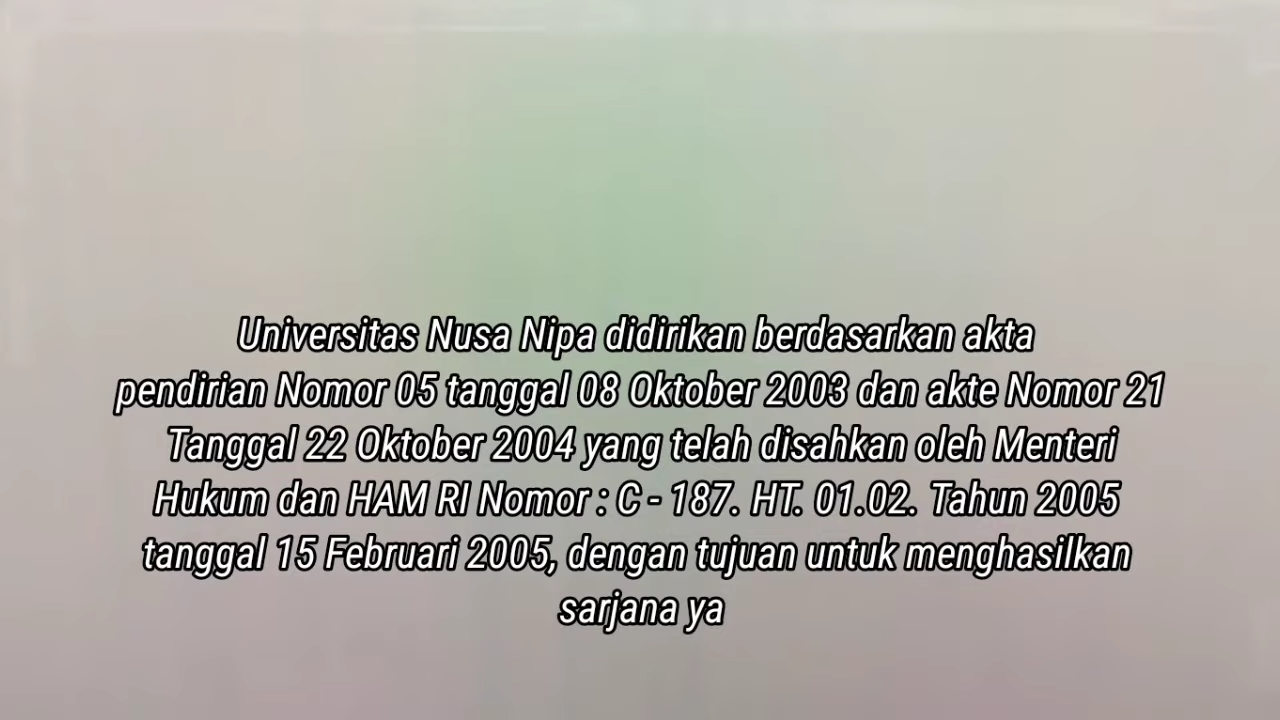 Universitas Nusa Nipa didirikan berdasarkan akta
pendirian Nomor 05 tanggal 08 Oktober 2003 dan akte Nomor 21
Tanggal 22 Oktober 2004 yang telah disahkan oleh Menteri
Hukum dan HAM RI Nomor : C - 187. HT. 01.02. Tahun 2005
tanggal 15 Februari 2005, dengan tujuan untuk menghasilkan
sarjana ya